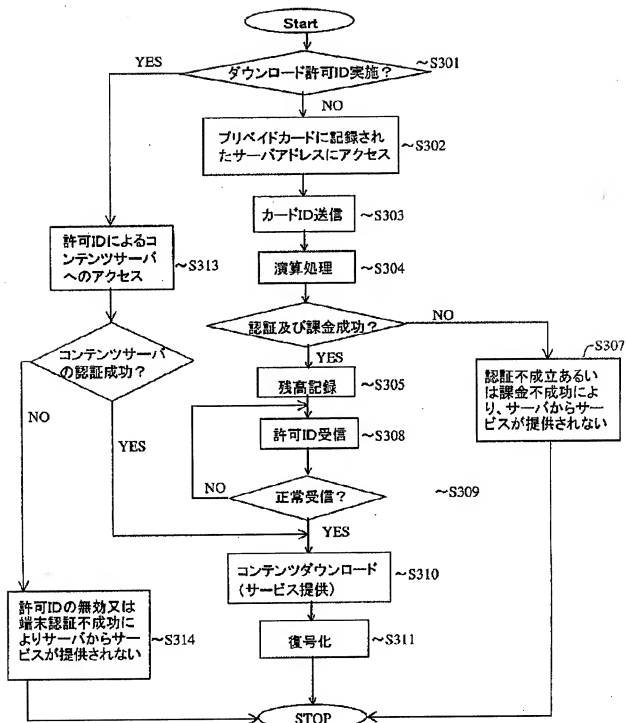 Start
ダウンロード許可ID実施？
~S301
YES
NO
プリペイドカードに記録され
たサーバアドレスにアクセス
~S302
カードID送信
~S303
演算処理
~S304
許可IDによるコ
ンテンツサーバ
へのアクセス
~S313
認証及び課金成功？
NO
YES
コンテンツサーバ
の認証成功？
NO
YES
残高記録
~S305
S307
認証不成立あるい
は課金不成功によ
り、サーバからサー
ビスが提供されない
許可ID受信
~S308
正常受信？
~S309
NO
YES
コンテンツダウンロード
（サービス提供）
~S310
許可IDの無効又は
端末認証不成功に
よりサーバからサー
ビスが提供されない
~S314
復号化
~S311
STOP